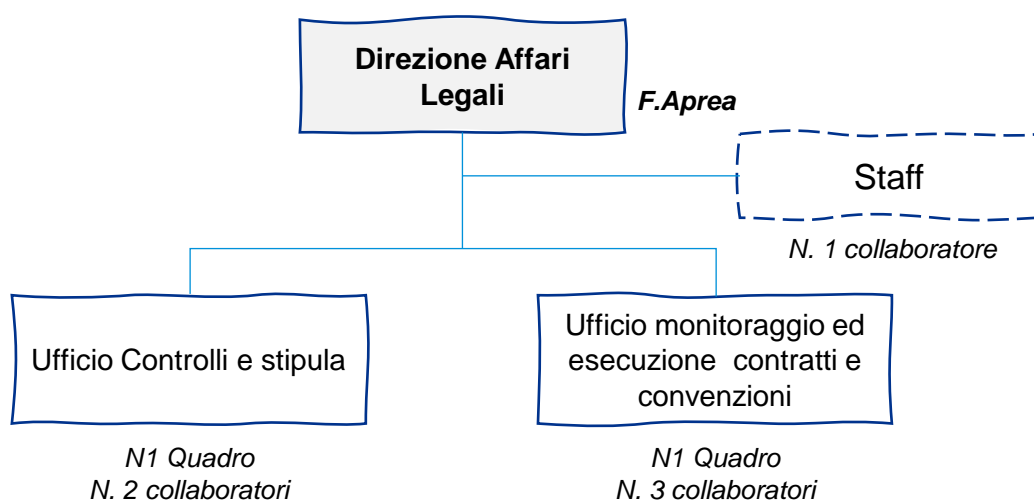 Direzione Affari
Legali
F.Aprea
Staff
N. 1 collaboratore
Ufficio Controlli e stipula
Ufficio monitoraggio ed
esecuzione contratti e
convenzioni
N1 Quadro
N. 2 collaboratori
N1 Quadro
N. 3 collaboratori